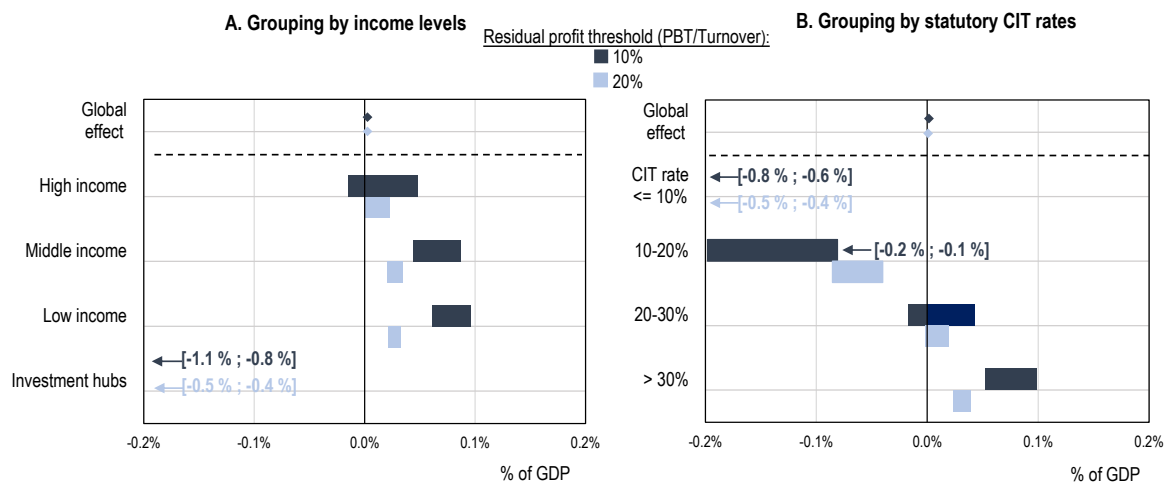 A. Grouping by income levels
B. Grouping by statutory CIT rates
Residual profit threshold (PBT/Turnover):
10%
20%
Global
effect
High income
Middle income
Low income
[-1.1 % ; -0.8 %]
Investment hubs
[-0.5 % ; -0.4 %]
-0.2%
-0.1%
0.0%
0.1%
0.2%
% of GDP
Global
effect
CIT rate
<= 10%
[-0.8 % ; -0.6 %]
[-0.5 % ; -0.4 %]
10-20%
[-0.2 % ; -0.1 %]
20-30%
> 30%
-0.2%
-0.1%
0.0%
0.1%
0.2%
% of GDP